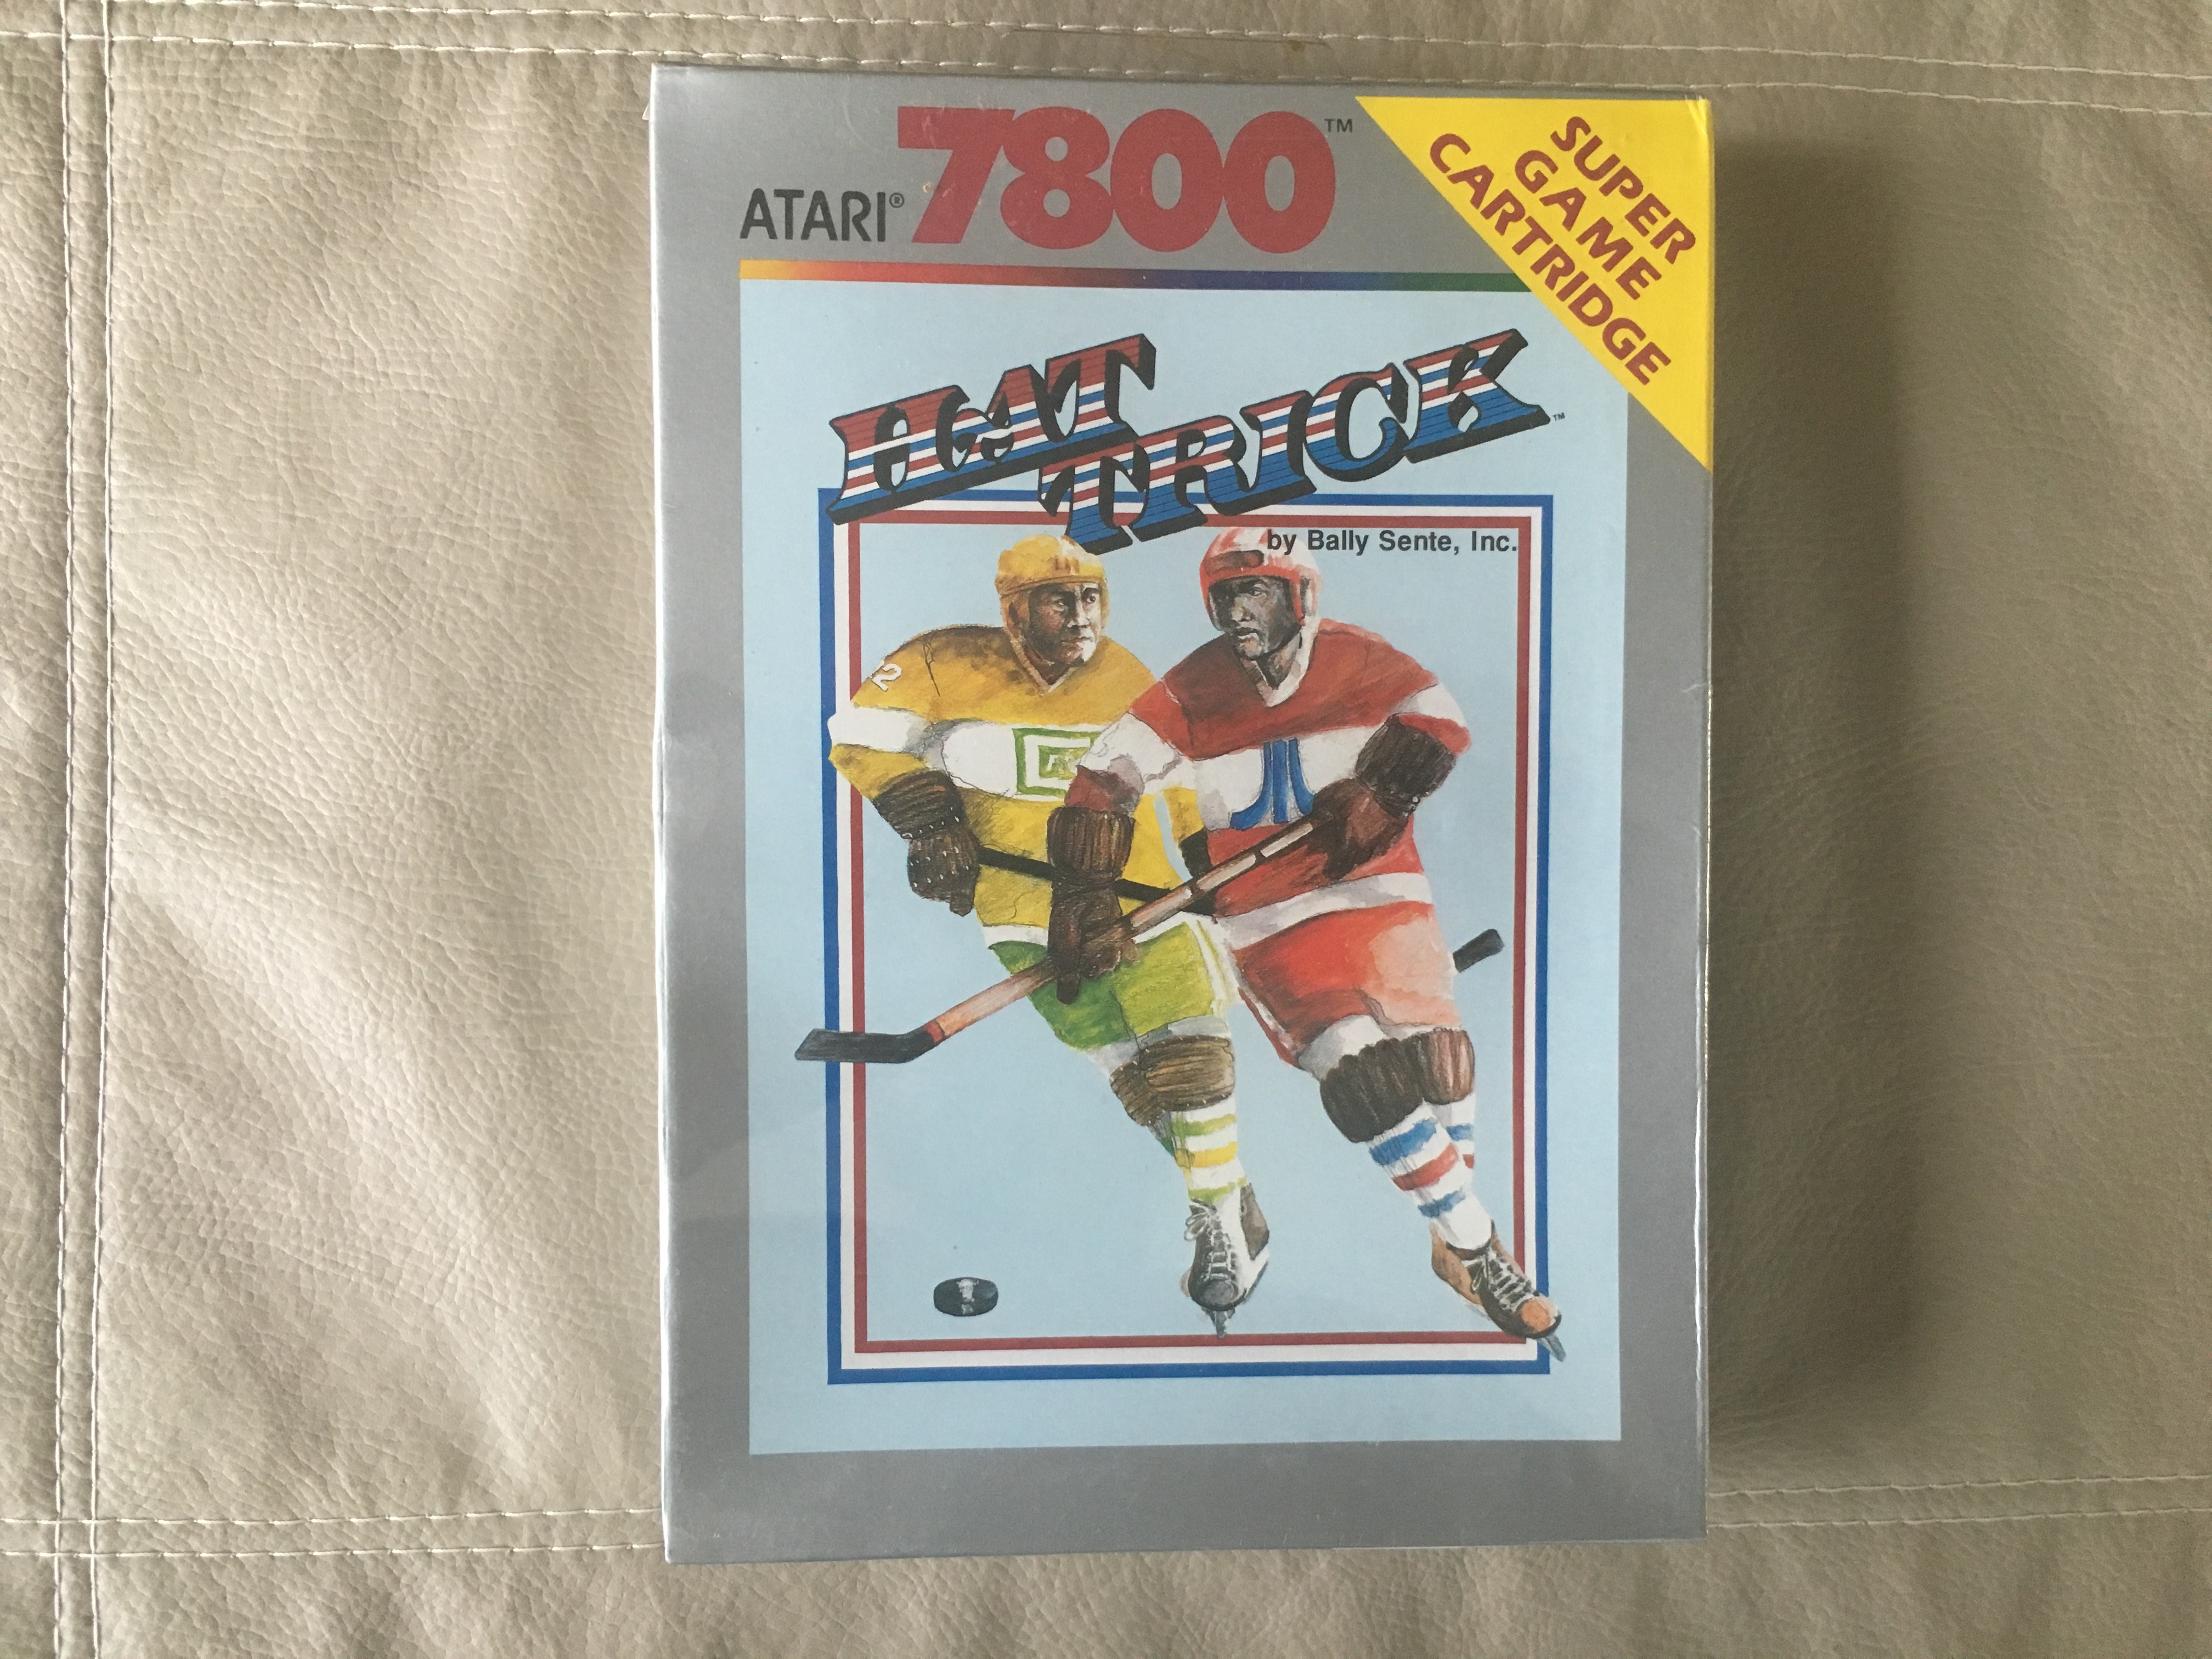 ATARI® 7800™
SUPER
GAME
CARTRIDGE
HAT
TRICK™
by Bally Sente, Inc.
2